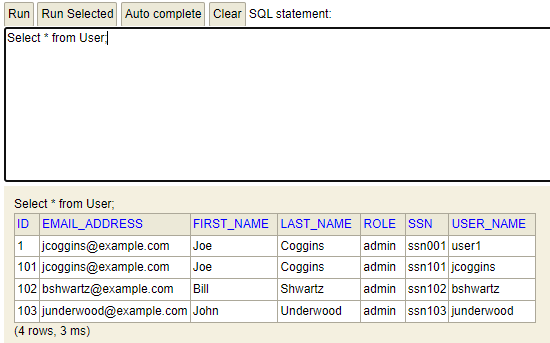 Run Run Selected Auto complete Clear SQL statement:
Select * from User;
Select * from User;
ID EMAIL_ADDRESS FIRST_NAME LAST_NAME ROLE SSN USER_NAME
1 jcoggins@example.com Joe Coggins admin ssn001 user1
101 jcoggins@example.com Joe Coggins admin ssn101 jcoggins
102 bshwartz@example.com Bill Shwartz admin ssn102 bshwartz
103 junderwood@example.com John Underwood admin ssn103 junderwood
(4 rows, 3 ms)